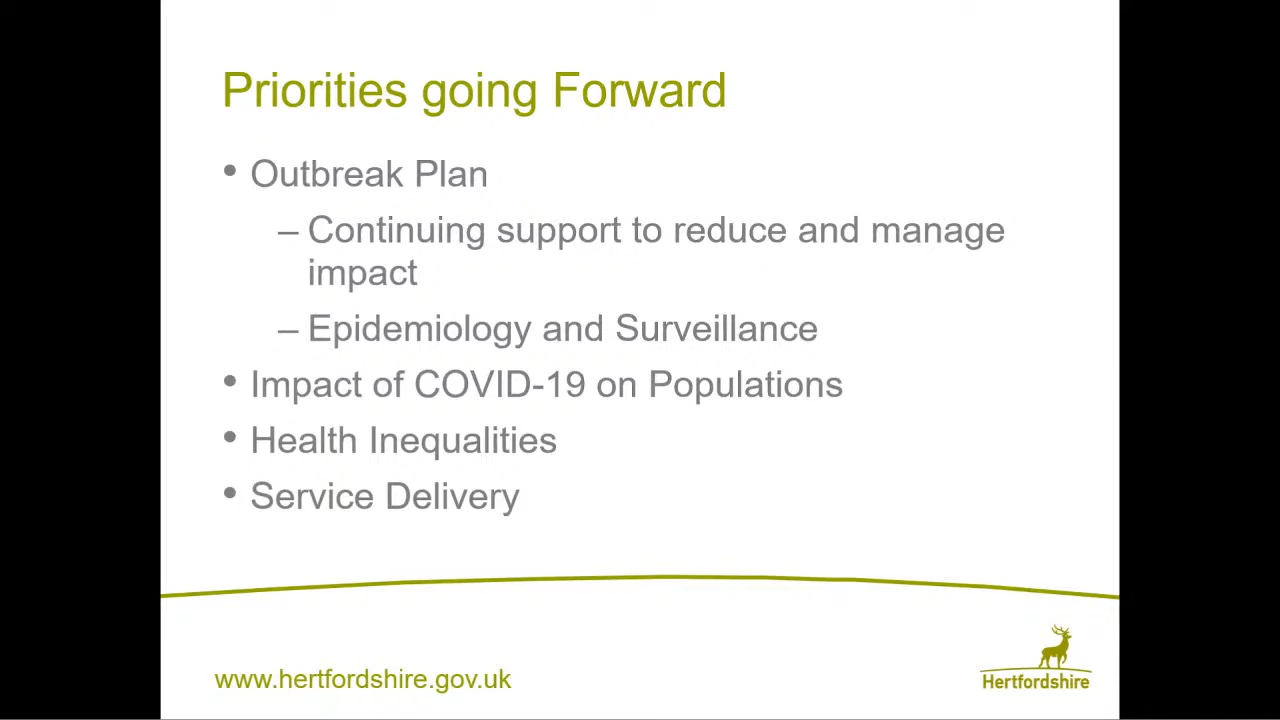 Priorities going Forward
• Outbreak Plan
– Continuing support to reduce and manage
impact
– Epidemiology and Surveillance
• Impact of COVID-19 on Populations
• Health Inequalities
• Service Delivery
www.hertfordshire.gov.uk
Hertfordshire